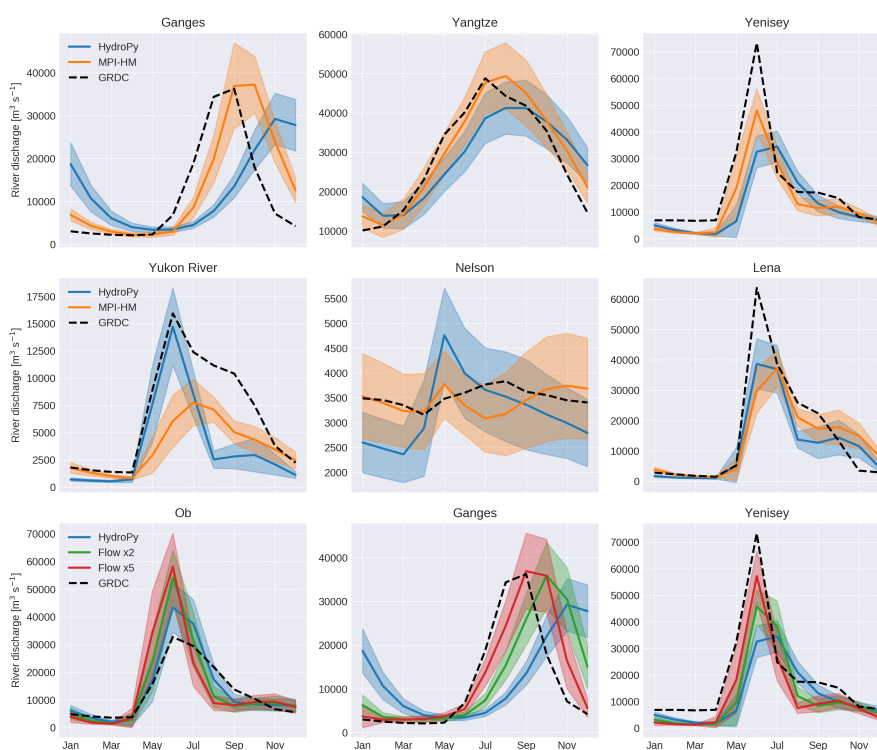 Ganges
Yangtze
Yenisey
River discharge [m³ s⁻¹]
40000
30000
20000
10000
0
HydroPy
MPI-HM
GRDC
60000
50000
40000
30000
20000
10000
70000
60000
50000
40000
30000
20000
10000
0
Yukon River
Nelson
Lena
River discharge [m³ s⁻¹]
17500
15000
12500
10000
7500
5000
2500
0
HydroPy
MPI-HM
GRDC
5500
5000
4500
4000
3500
3000
2500
2000
60000
50000
40000
30000
20000
10000
0
Ob
Ganges
Yenisey
River discharge [m³ s⁻¹]
70000
60000
50000
40000
30000
20000
10000
0
HydroPy
Flow x2
Flow x5
GRDC
40000
30000
20000
10000
0
70000
60000
50000
40000
30000
20000
10000
0
Jan Mar May Jul Sep Nov
Jan Mar May Jul Sep Nov
Jan Mar May Jul Sep Nov